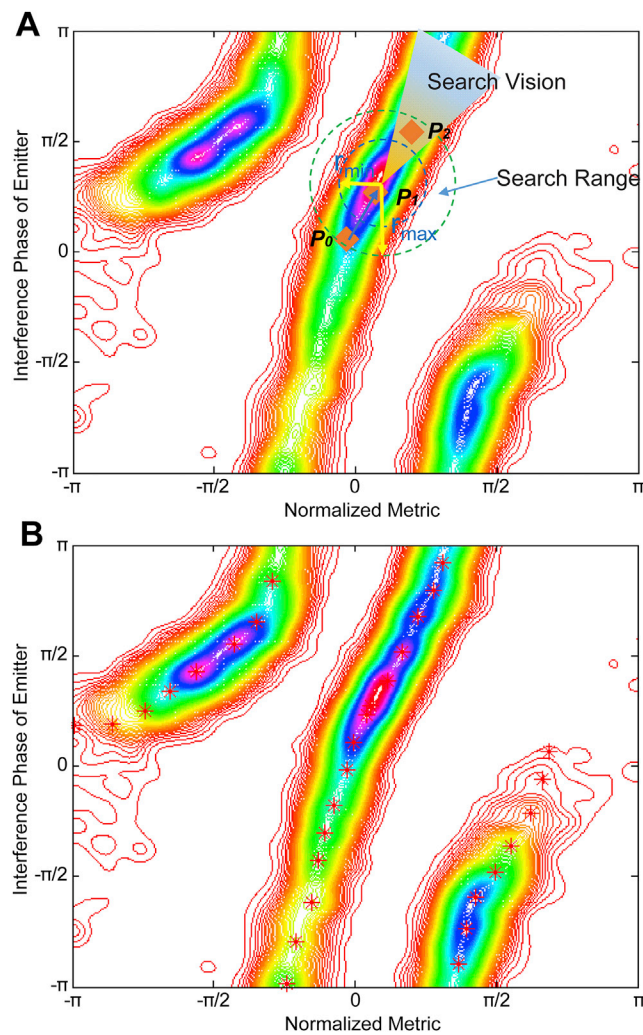 A
π
π/2
0
-π/2
-π
Interference Phase of Emitter
Search Vision
P2
rmin
P1
Search Range
P0
rmax
-π
-π/2
0
π/2
π
Normalized Metric
B
π
π/2
0
-π/2
-π
Interference Phase of Emitter
-π
-π/2
0
π/2
π
Normalized Metric